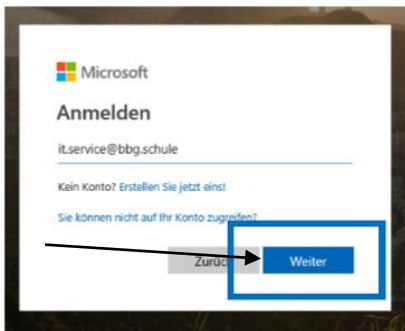 Microsoft
Anmelden
it.service@bbg.schule
Kein Konto? Erstellen Sie jetzt eins!
Sie können nicht auf Ihr Konto zugreifen?
Zurüc Weiter